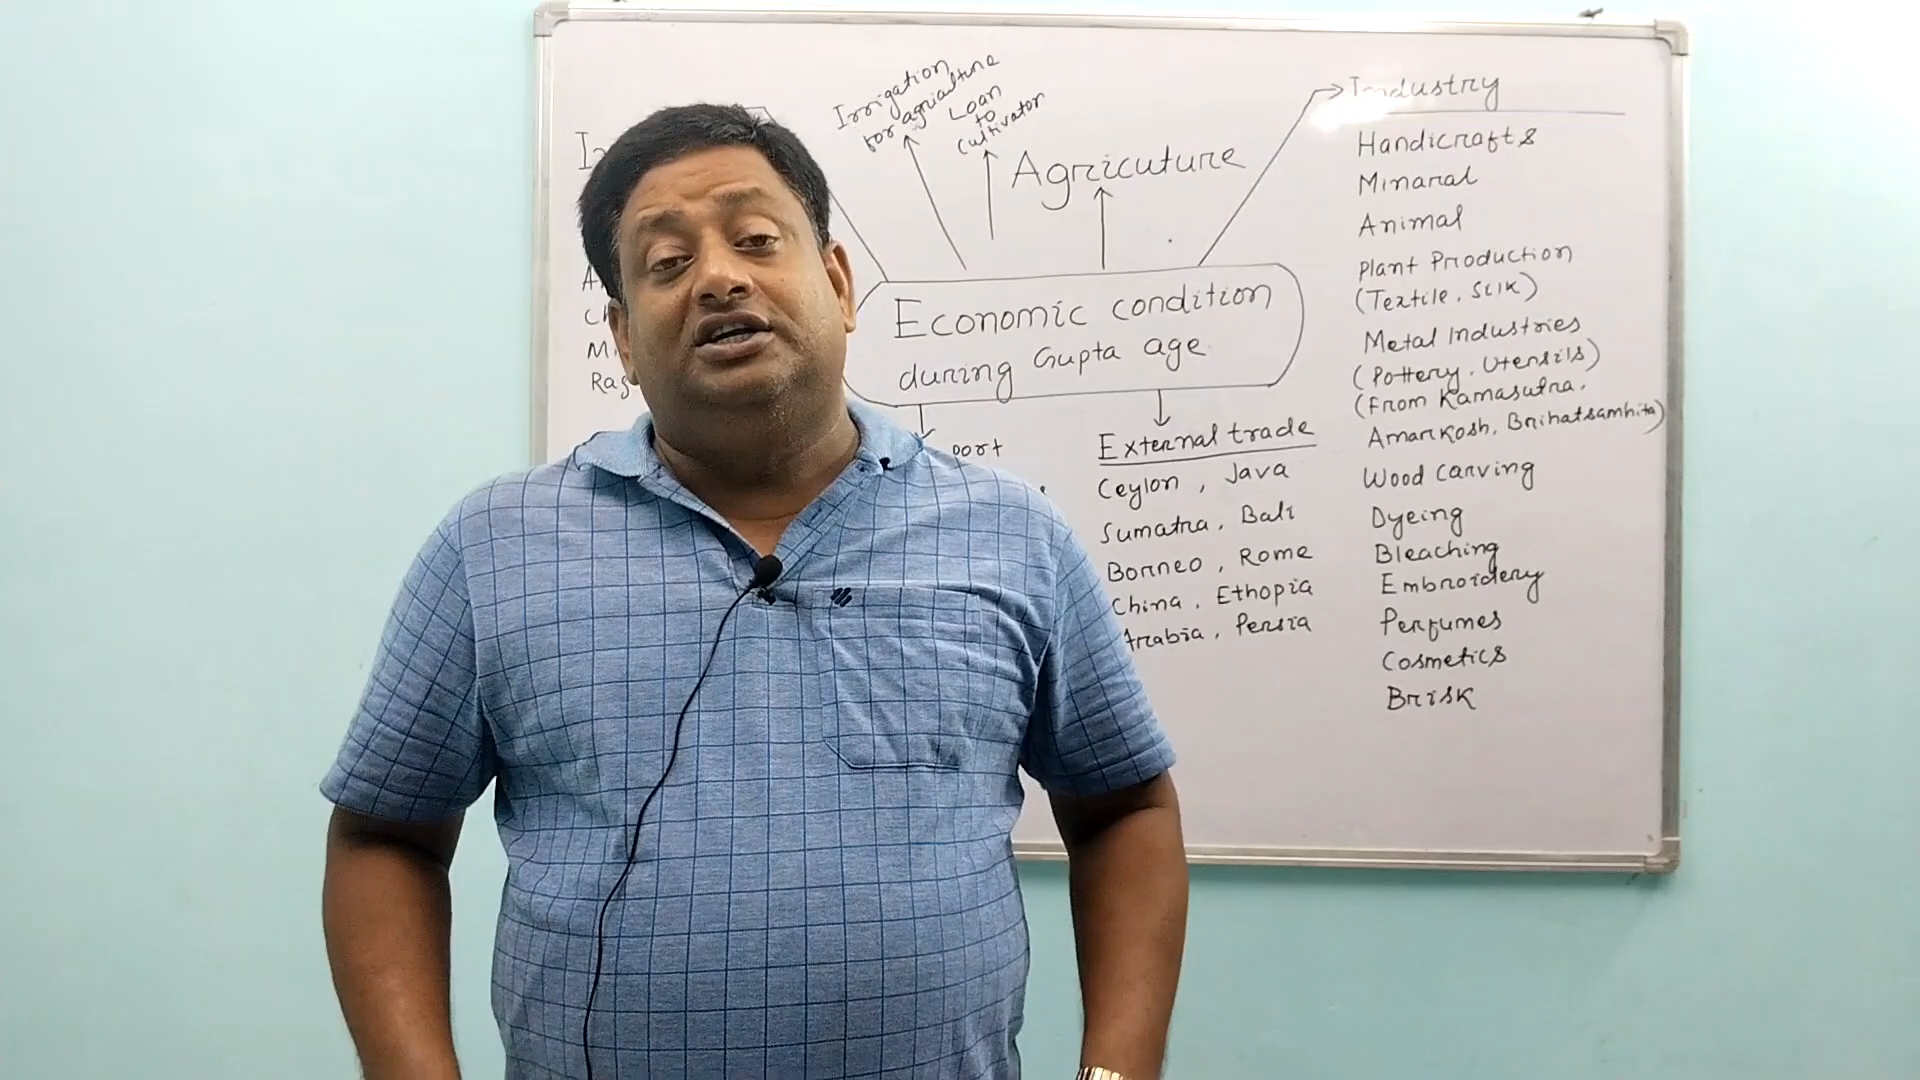 Irrigation
for agriculture
Loan
to
Cultivator
Agricuture
Economic condition
during Gupta age
Industry
Handicrafts
Minaral
Animal
Plant Production
(Textile, Silk)
Metal Industries
(Pottery, Utensils)
(From Kamasutra,
Amarkosh, Brihatsamhita)
Wood Carving
Dyeing
Bleaching
Embroidery
Perfumes
Cosmetics
Brisk
External trade
Ceylon, Java
Sumatra, Bali
Borneo, Rome
China, Ethopia
Arabia, Persia